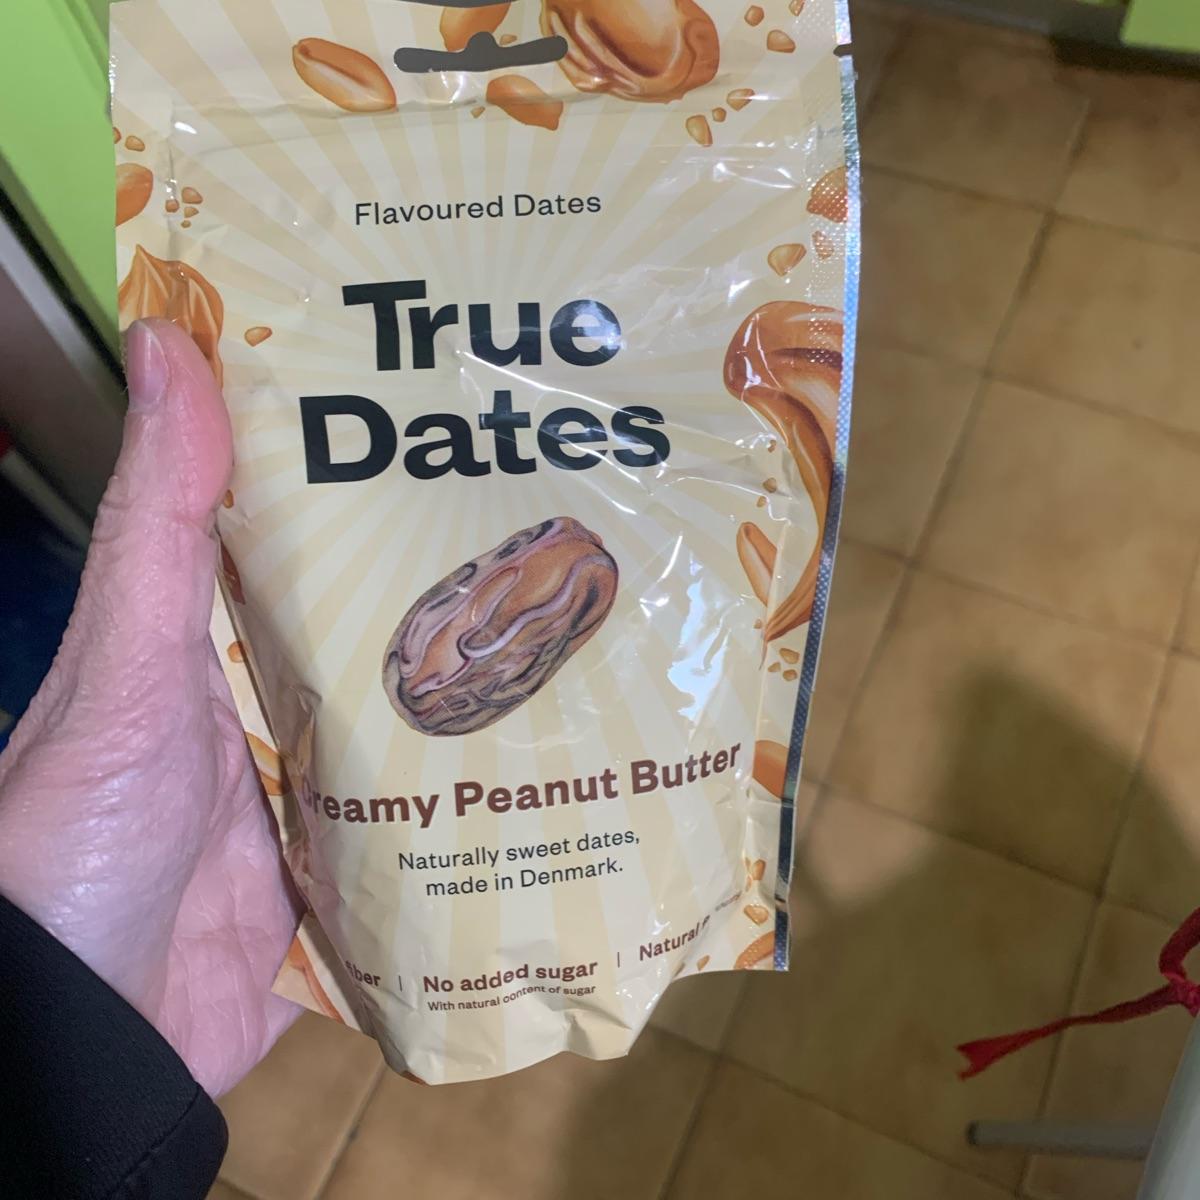 Flavoured Dates
True
Dates
Creamy Peanut Butter
Naturally sweet dates,
made in Denmark.
No added sugar | Natural
With natural content of sugar